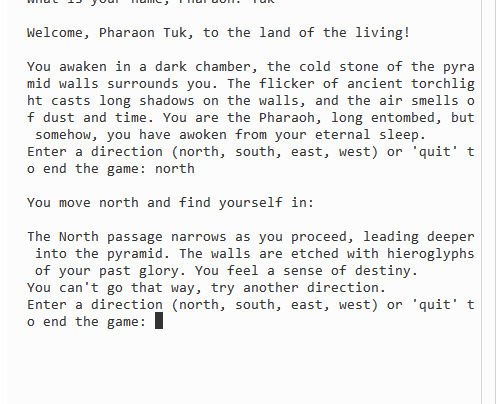 What is your name, Pharaoh? Tuk
Welcome, Pharaon Tuk, to the land of the living!
You awaken in a dark chamber, the cold stone of the pyra
mid walls surrounds you. The flicker of ancient torchlig
ht casts long shadows on the walls, and the air smells o
f dust and time. You are the Pharaoh, long entombed, but
 somehow, you have awoken from your eternal sleep.
Enter a direction (north, south, east, west) or 'quit' t
o end the game: north
You move north and find yourself in:
The North passage narrows as you proceed, leading deeper
 into the pyramid. The walls are etched with hieroglyphs
 of your past glory. You feel a sense of destiny.
You can't go that way, try another direction.
Enter a direction (north, south, east, west) or 'quit' t
o end the game: